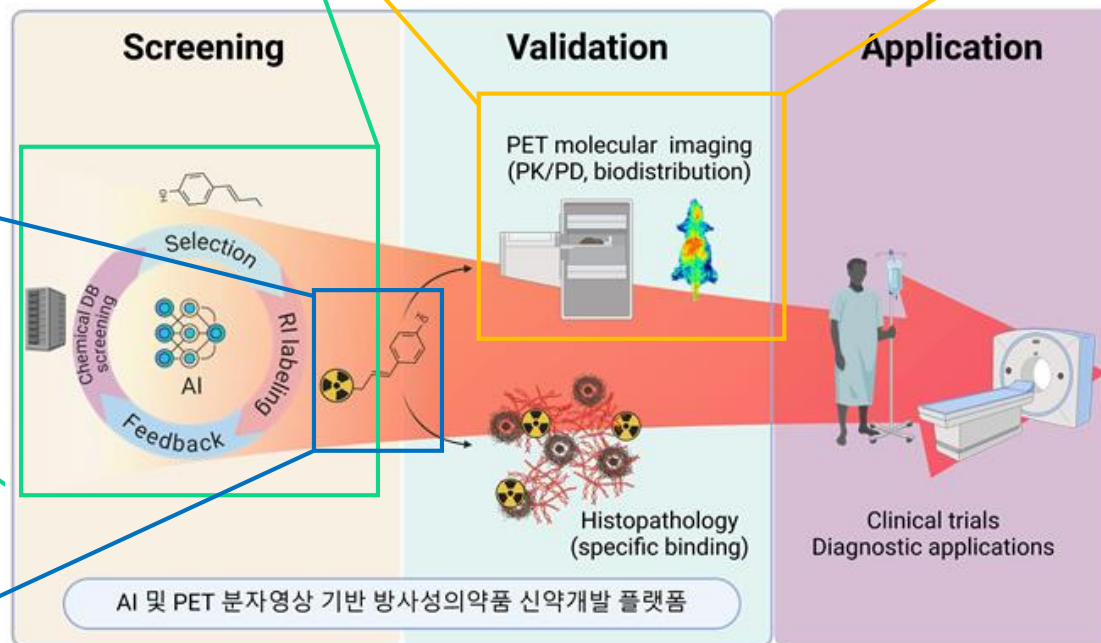 Screening
Validation
Application
Selection
RI labeling
Feedback
Chemical DB
screening
AI
OH
HO
PET molecular imaging
(PK/PD, biodistribution)
Histopathology
(specific binding)
Clinical trials
Diagnostic applications
AI 및 PET 분자영상 기반 방사성의약품 신약개발 플랫폼